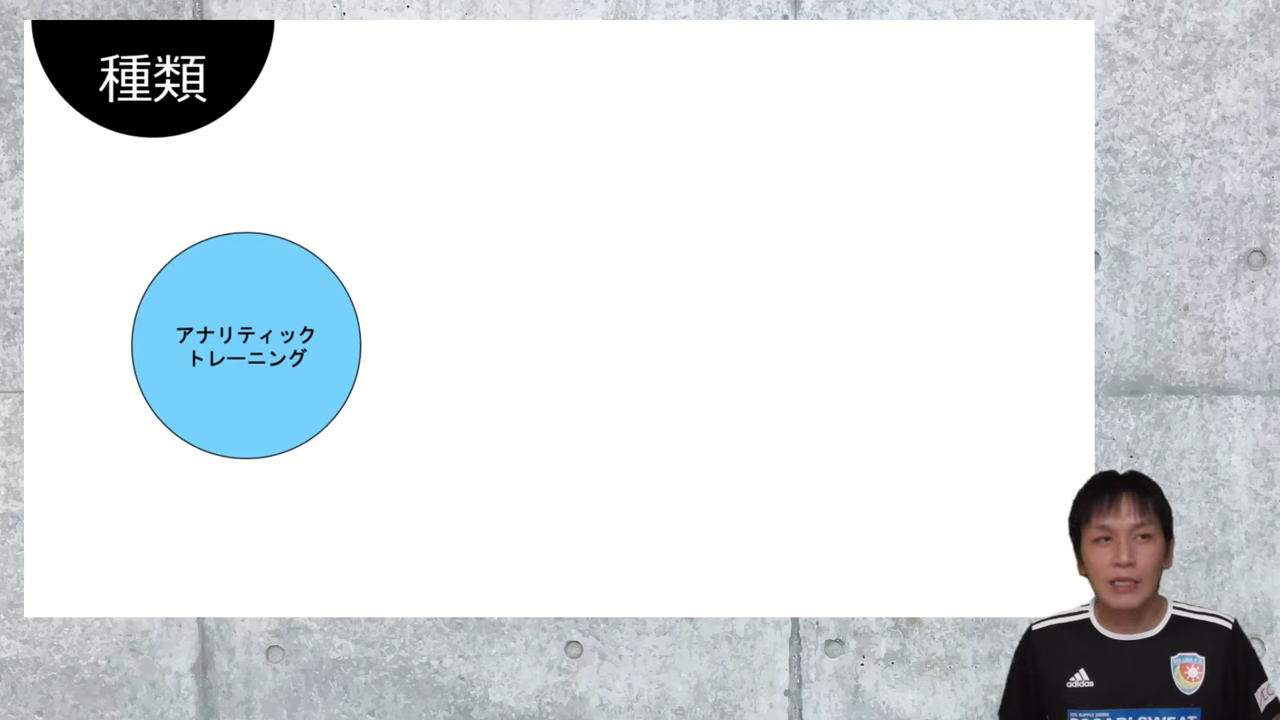 種類
アナリティック
トレーニング
adidas